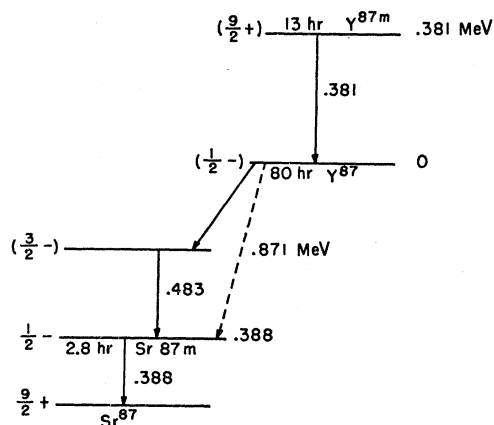 (9/2+) 13 hr Y87m .381 MeV
.381
(1/2 -) 80 hr Y87 0
(3/2 -) .871 MeV
.483
1/2 - 2.8 hr Sr 87m .388
.388
9/2 + Sr87